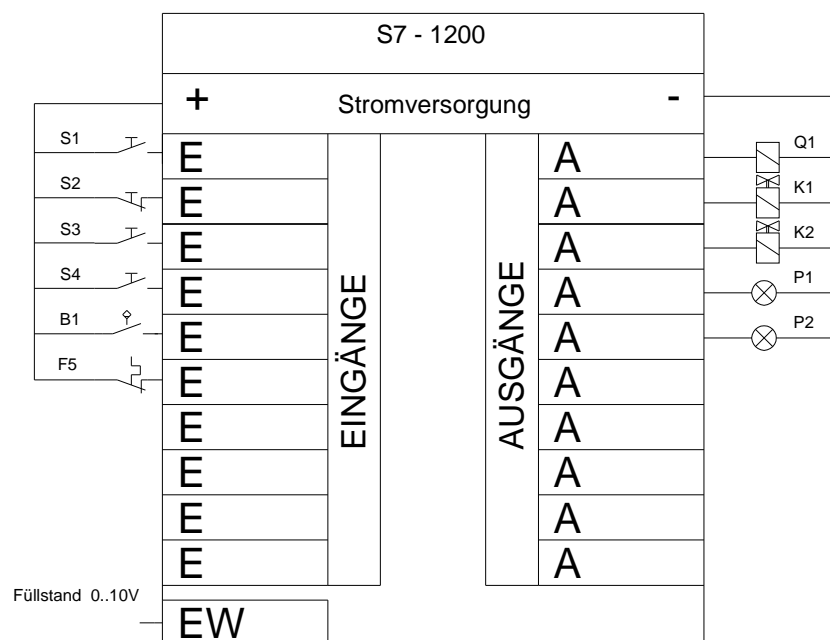 S7 - 1200
+ Stromversorgung -
S1
S2
S3
S4
B1
F5
E
E
E
E
E
E
E
E
E
E
EINGÄNGE
AUSGÄNGE
A
A
A
A
A
A
A
A
A
A
Q1
K1
K2
P1
P2
Füllstand 0..10V
EW